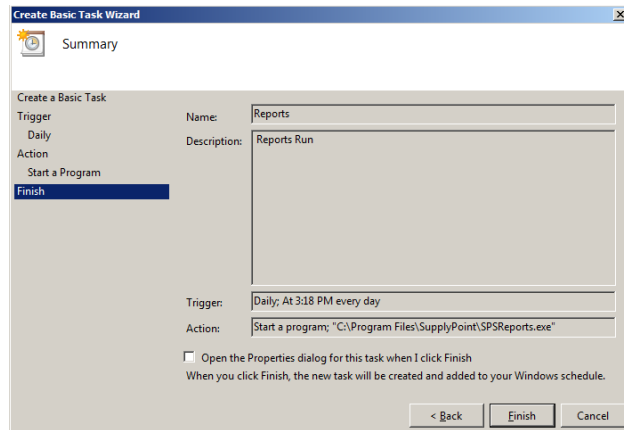 Create Basic Task Wizard
Summary
Create a Basic Task
Trigger
Daily
Action
Start a Program
Finish
Name: Reports
Description: Reports Run
Trigger: Daily; At 3:18 PM every day
Action: Start a program; "C:\Program Files\SupplyPoint\SPSReports.exe"
Open the Properties dialog for this task when I click Finish
When you click Finish, the new task will be created and added to your Windows schedule.
< Back Finish Cancel